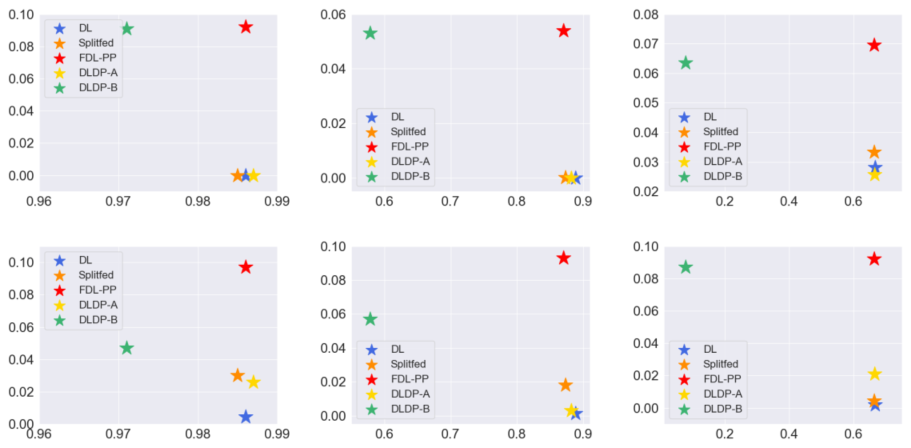 0.10
0.08
0.06
0.04
0.02
0.00
0.96
0.97
0.98
0.99
DL
Splitfed
FDL-PP
DLDP-A
DLDP-B
0.06
0.04
0.02
0.00
0.6
0.7
0.8
0.9
DL
Splitfed
FDL-PP
DLDP-A
DLDP-B
0.08
0.07
0.06
0.05
0.04
0.03
0.02
0.2
0.4
0.6
DL
Splitfed
FDL-PP
DLDP-A
DLDP-B
0.10
0.08
0.06
0.04
0.02
0.00
0.96
0.97
0.98
0.99
DL
Splitfed
FDL-PP
DLDP-A
DLDP-B
0.10
0.08
0.06
0.04
0.02
0.00
0.6
0.7
0.8
0.9
DL
Splitfed
FDL-PP
DLDP-A
DLDP-B
0.10
0.08
0.06
0.04
0.02
0.00
0.2
0.4
0.6
DL
Splitfed
FDL-PP
DLDP-A
DLDP-B